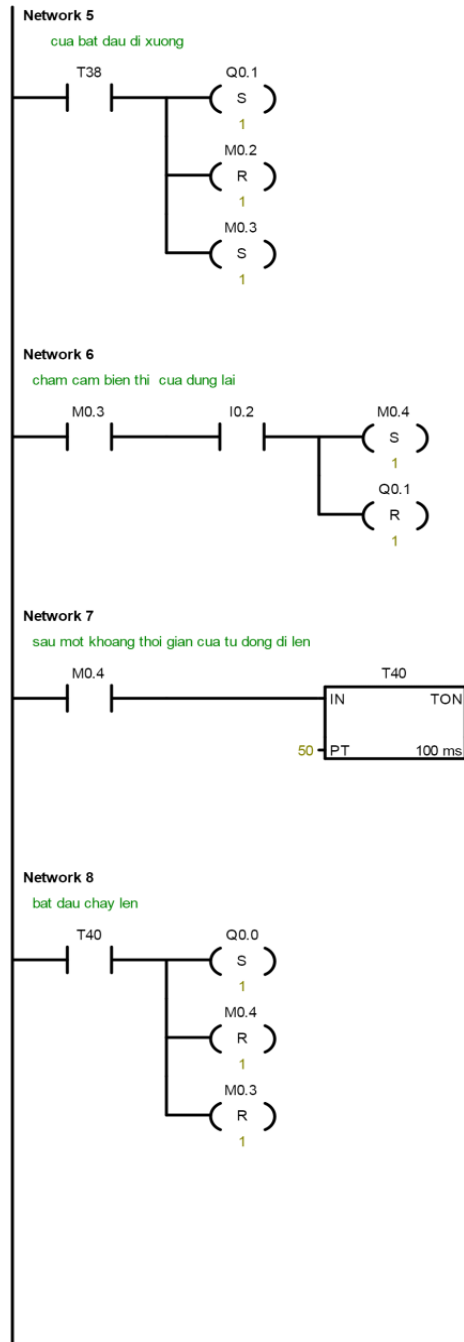 Network 5
cua bat dau di xuong
T38 Q0.1
S
1
M0.2
R
1
M0.3
S
1
Network 6
cham cam bien thi cua dung lai
M0.3 I0.2 M0.4
S
1
Q0.1
R
1
Network 7
sau mot khoang thoi gian cua tu dong di len
M0.4 T40
IN TON
50 PT 100 ms
Network 8
bat dau chay len
T40 Q0.0
S
1
M0.4
R
1
M0.3
R
1